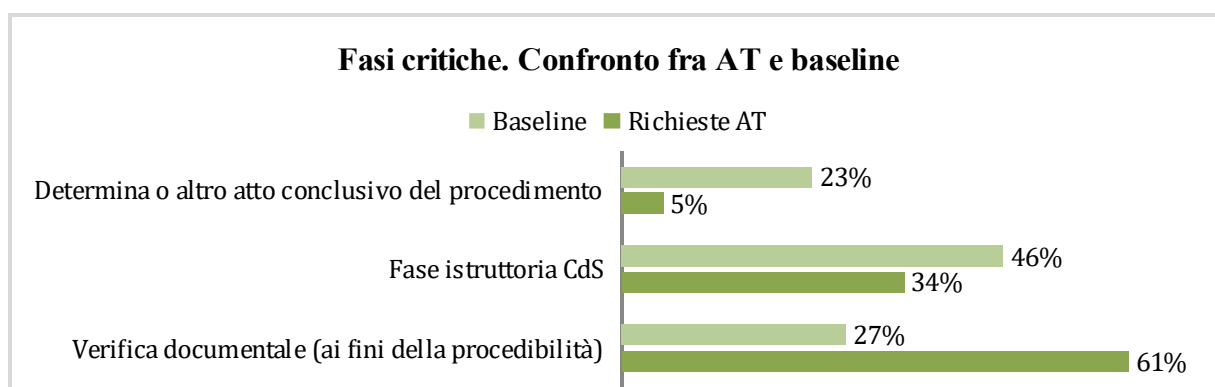 Fasi critiche. Confronto fra AT e baseline
Baseline Richieste AT
Determina o altro atto conclusivo del procedimento 23%
5%
Fase istruttoria CdS 46%
34%
Verifica documentale (ai fini della procedibilità) 27%
61%